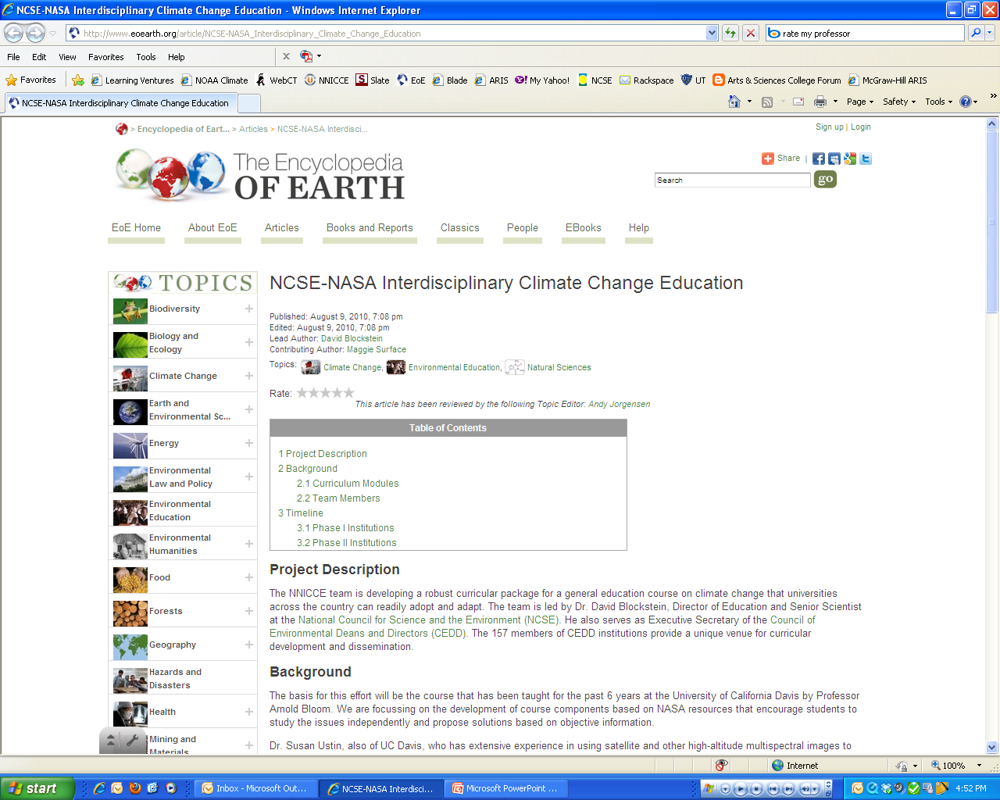 NCSE-NASA Interdisciplinary Climate Change Education - Windows Internet Explorer
http://www.eoearth.org/article/NCSE-NASA_Interdisciplinary_Climate_Change_Education
rate my professor
File Edit View Favorites Tools Help
Favorites Learning Ventures NOAA Climate WebCT NNICCE Slate EoE Blade ARIS My Yahoo! NCSE Rackspace UT Arts & Sciences College Forum McGraw-Hill ARIS
NCSE-NASA Interdisciplinary Climate Change Education
Page Safety Tools
> Encyclopedia of Eart... > Articles > NCSE-NASA Interdisci...
Sign up | Login
The Encyclopedia
OF EARTH
Share |
Search go
EoE Home About EoE Articles Books and Reports Classics People EBooks Help
TOPICS
Biodiversity
Biology and
Ecology
Climate Change
Earth and
Environmental Sc...
Energy
Environmental
Law and Policy
Environmental
Education
Environmental
Humanities
Food
Forests
Geography
Hazards and
Disasters
Health
Mining and
Materials
NCSE-NASA Interdisciplinary Climate Change Education
Published: August 9, 2010, 7:08 pm
Edited: August 9, 2010, 7:08 pm
Lead Author: David Blockstein
Contributing Author: Maggie Surface
Topics: Climate Change, Environmental Education, Natural Sciences
Rate:
This article has been reviewed by the following Topic Editor: Andy Jorgensen
Table of Contents
1 Project Description
2 Background
2.1 Curriculum Modules
2.2 Team Members
3 Timeline
3.1 Phase I Institutions
3.2 Phase II Institutions
Project Description
The NNICCE team is developing a robust curricular package for a general education course on climate change that universities
across the country can readily adopt and adapt. The team is led by Dr. David Blockstein, Director of Education and Senior Scientist
at the National Council for Science and the Environment (NCSE). He also serves as Executive Secretary of the Council of
Environmental Deans and Directors (CEDD). The 157 members of CEDD institutions provide a unique venue for curricular
development and dissemination.
Background
The basis for this effort will be the course that has been taught for the past 6 years at the University of California Davis by Professor
Arnold Bloom. We are focussing on the development of course components based on NASA resources that encourage students to
study the issues independently and propose solutions based on objective information.
Dr. Susan Ustin, also of UC Davis, who has extensive experience in using satellite and other high-altitude multispectral images to
Internet
100%
start
Inbox - Microsoft Out...
NCSE-NASA Interdisci...
Microsoft PowerPoint ...
4:52 PM